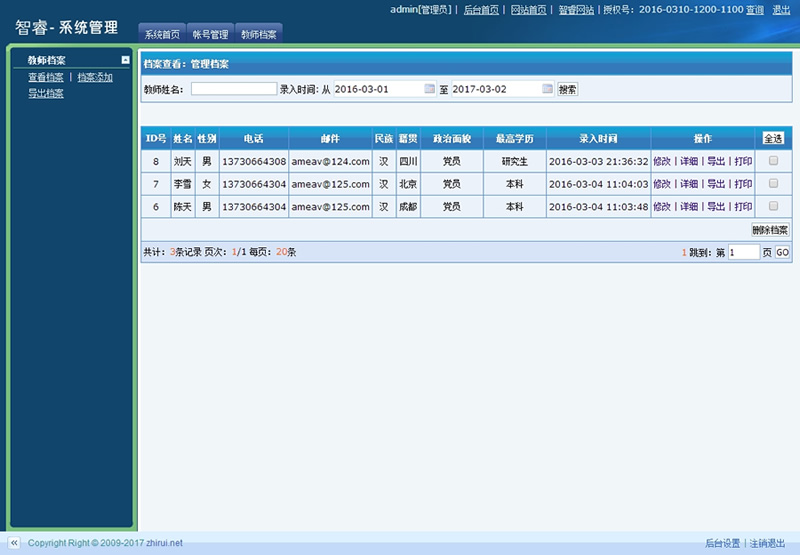 admin[管理员] | 后台首页 | 网站首页 | 智睿网站 | 授权号：2016-0310-1200-1100 查询 退出
智睿-系统管理
系统首页 帐号管理 教师档案
教师档案
查看档案 | 档案添加
导出档案
档案查看：管理档案
教师姓名： 录入时间: 从 2016-03-01 至 2017-03-02 搜索
ID号 姓名 性别 电话 邮件 民族 籍贯 政治面貌 最高学历 录入时间 操作 全选
8 刘天 男 13730664308 ameav@124.com 汉 四川 党员 研究生 2016-03-03 21:36:32 修改 | 详细 | 导出 | 打印
7 李雪 女 13730664304 ameav@125.com 汉 北京 党员 本科 2016-03-04 11:04:03 修改 | 详细 | 导出 | 打印
6 陈天 男 13730664304 ameav@125.com 汉 成都 党员 本科 2016-03-04 11:03:48 修改 | 详细 | 导出 | 打印
删除档案
共计：3条记录 页次：1/1 每页：20条 1 跳到：第 1 页 GO
Copyright Right © 2009-2017 zhirui.net 后台设置 | 注销退出